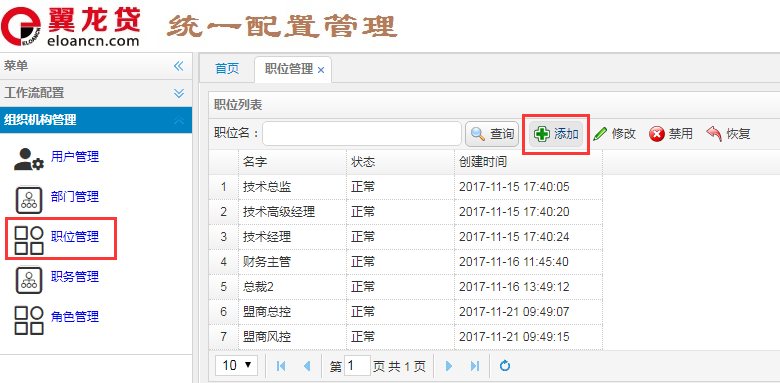 翼龙贷
eloancn.com
ELOANCN
统一配置管理
菜单
工作流配置
组织机构管理
用户管理
部门管理
职位管理
职务管理
角色管理
首页 职位管理 ×
职位列表
职位名： 查询 添加 修改 禁用 恢复
名字 状态 创建时间
1 技术总监 正常 2017-11-15 17:40:05
2 技术高级经理 正常 2017-11-15 17:40:20
3 技术经理 正常 2017-11-15 17:40:24
4 财务主管 正常 2017-11-16 11:45:40
5 总裁2 正常 2017-11-16 13:49:12
6 盟商总控 正常 2017-11-21 09:49:07
7 盟商风控 正常 2017-11-21 09:49:15
10 第 1 页 共 1 页